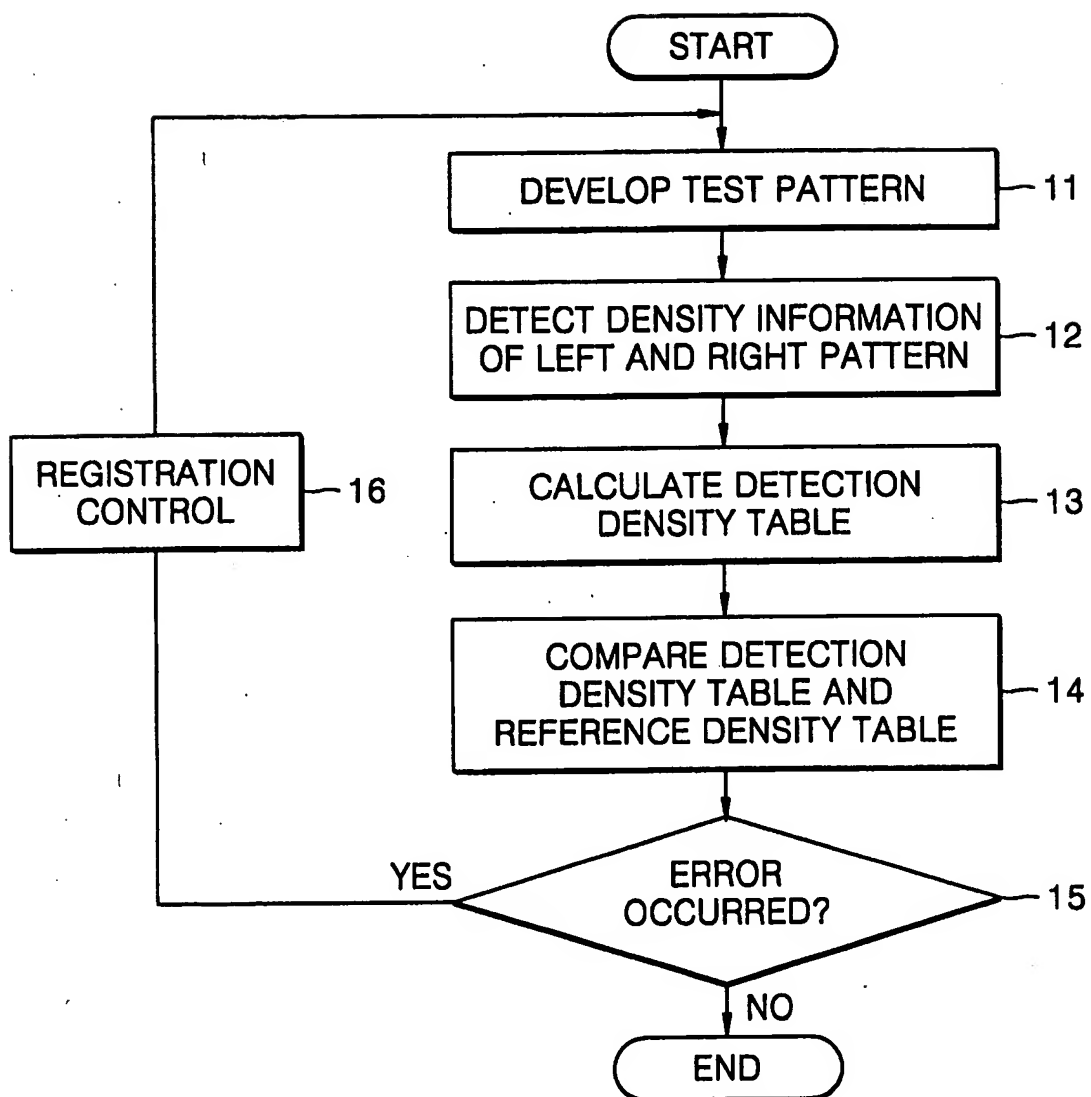 START
DEVELOP TEST PATTERN
11
DETECT DENSITY INFORMATION
OF LEFT AND RIGHT PATTERN
12
REGISTRATION
CONTROL
16
CALCULATE DETECTION
DENSITY TABLE
13
COMPARE DETECTION
DENSITY TABLE AND
REFERENCE DENSITY TABLE
14
YES
ERROR
OCCURRED?
15
NO
END